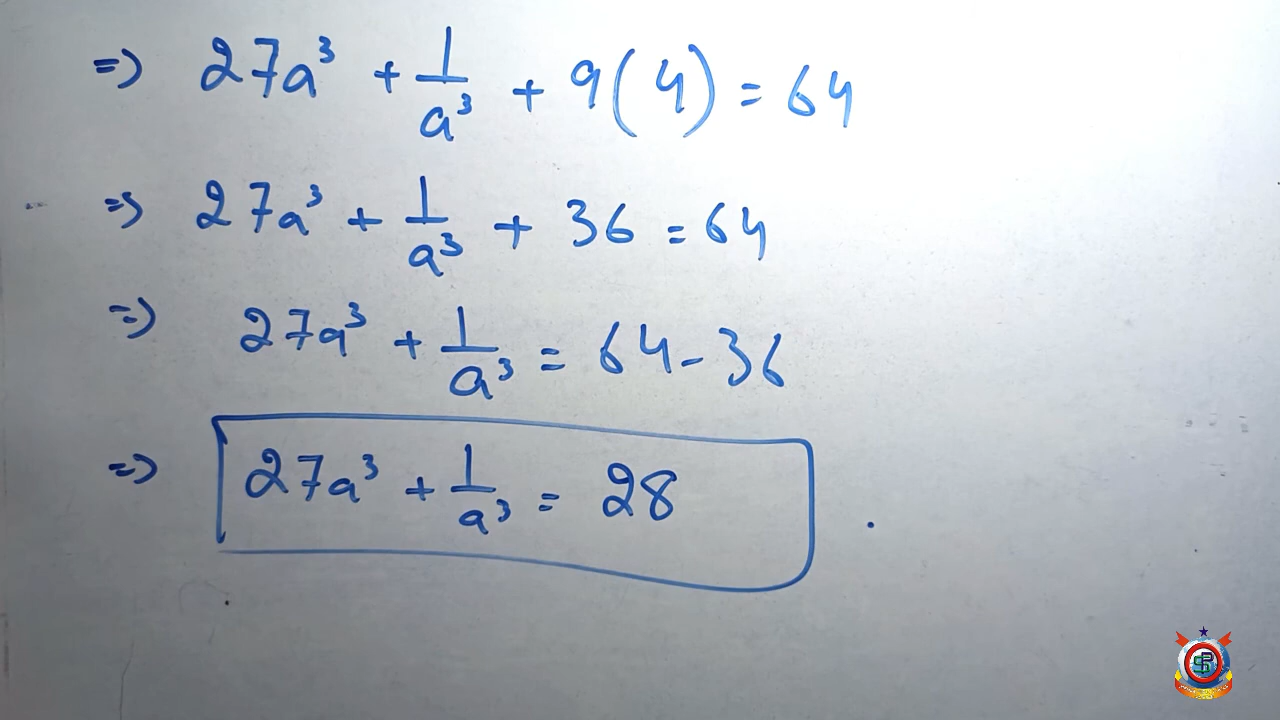 => 27a³ + 1/a³ + 9(4) = 64
=> 27a³ + 1/a³ + 36 = 64
=> 27a³ + 1/a³ = 64 - 36
=> 27a³ + 1/a³ = 28